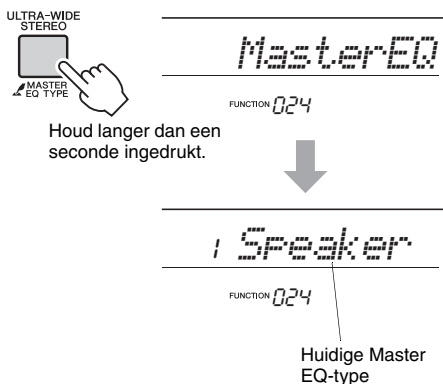 ULTRA-WIDE
STEREO
MASTER
EQ TYPE
Houd langer dan een
seconde ingedrukt.
MasterEQ
FUNCTION 024
1 Speaker
FUNCTION 024
Huidige Master
EQ-type